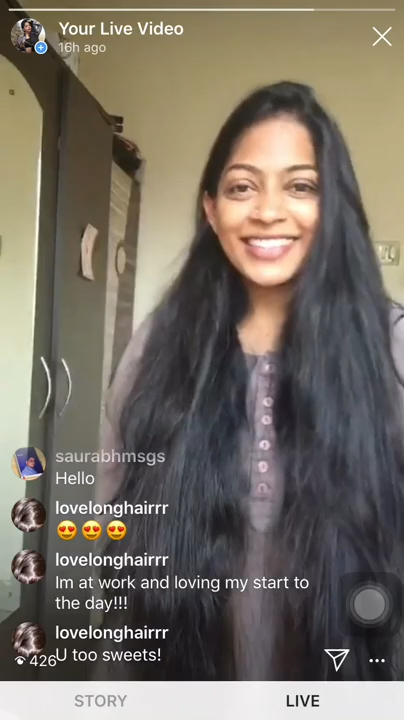 Your Live Video
16h ago
saurabhmsgs
Hello
lovelonghairrr
😍😍😍
lovelonghairrr
Im at work and loving my start to
the day!!!
lovelonghairrr
U too sweets!
426
STORY
LIVE